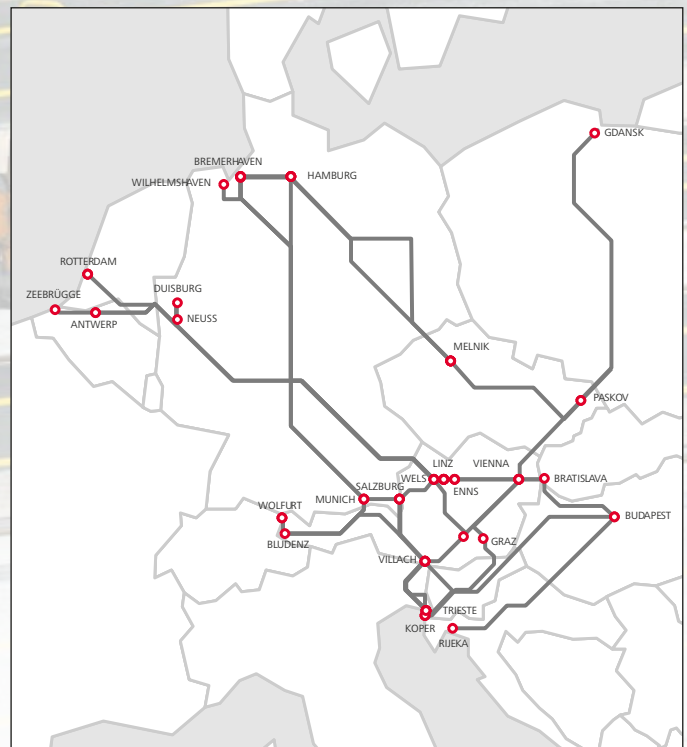 GDANSK
BREMERHAVEN
HAMBURG
WILHELMSHAVEN
ROTTERDAM
DUISBURG
ZEEBRÜGGE
NEUSS
ANTWERP
MELNIK
PASKOV
LINZ
VIENNA
WELS
BRATISLAVA
SALZBURG
ENNS
MUNICH
WOLFURT
BUDAPEST
BLUDENZ
GRAZ
VILLACH
TRIESTE
KOPER
RIJEKA